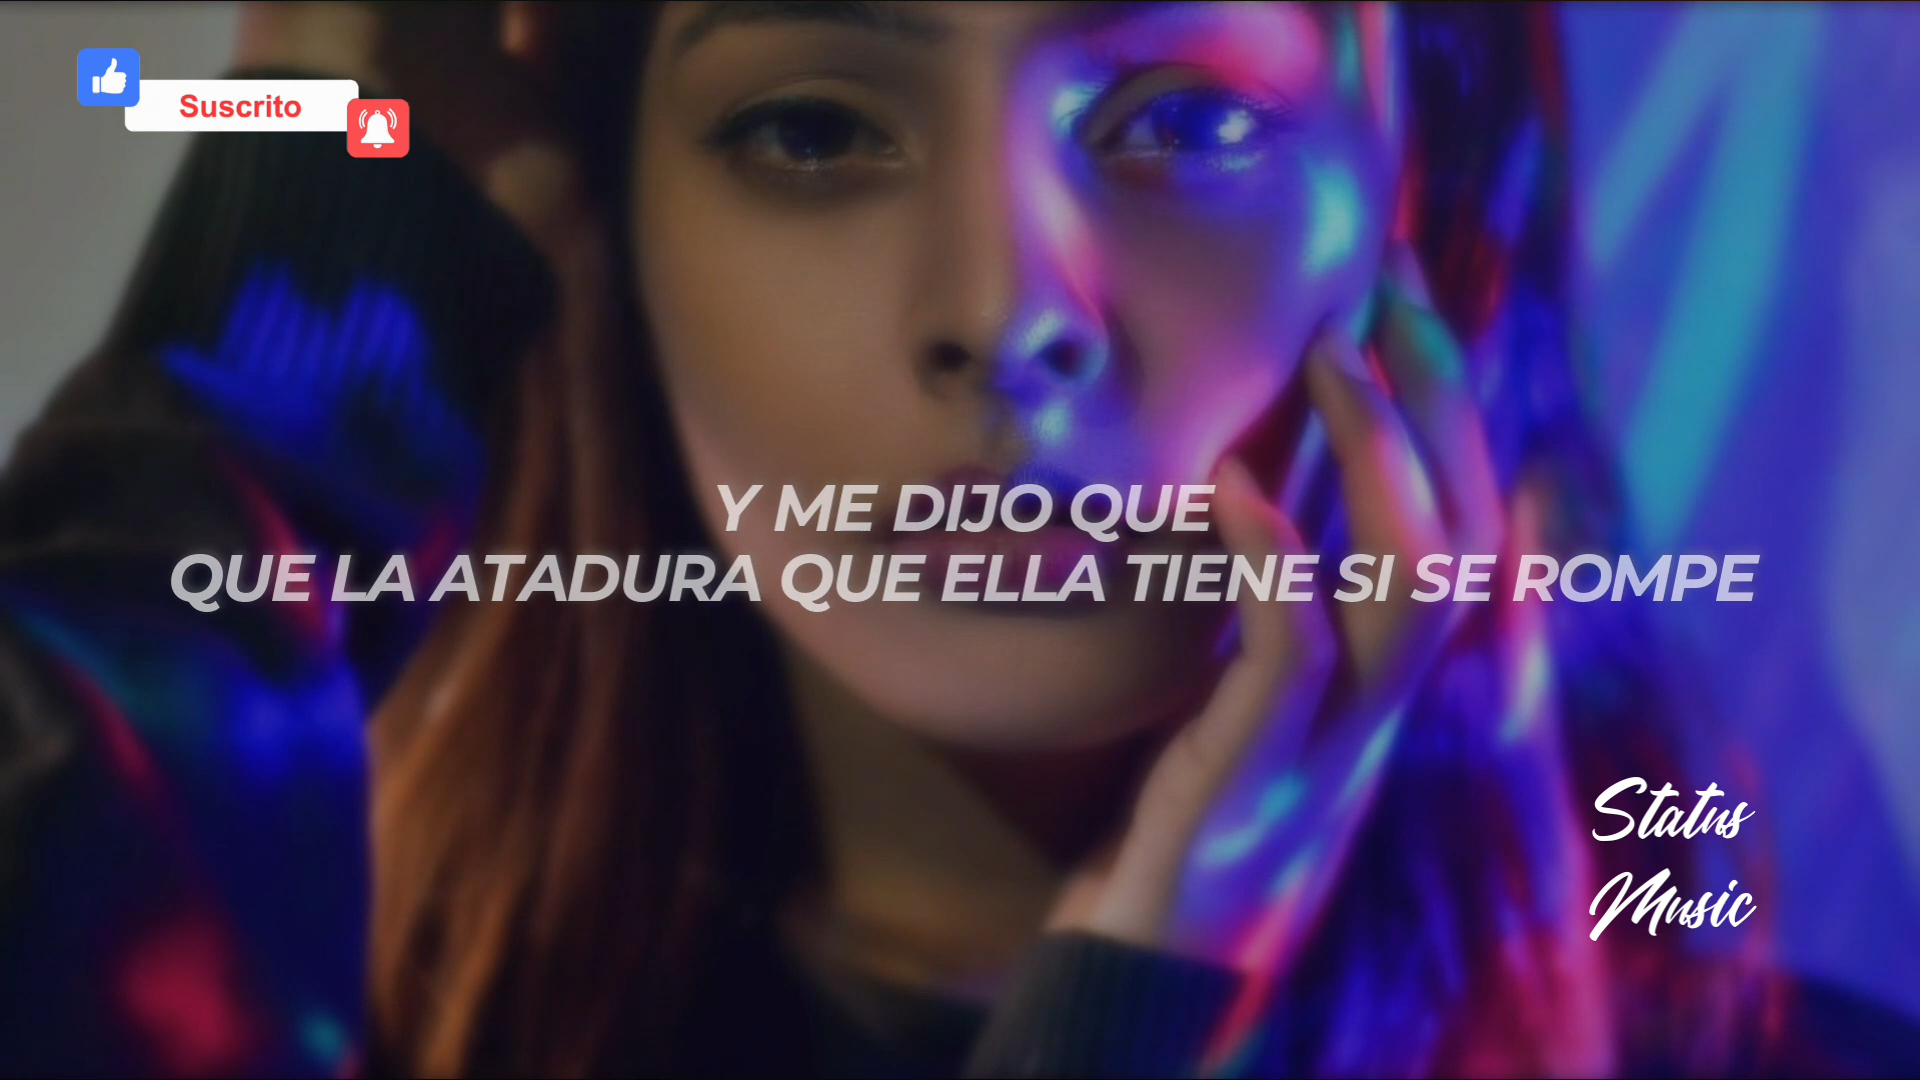 Suscrito
Y ME DIJO QUE
QUE LA ATADURA QUE ELLA TIENE SI SE ROMPE
Status
Music